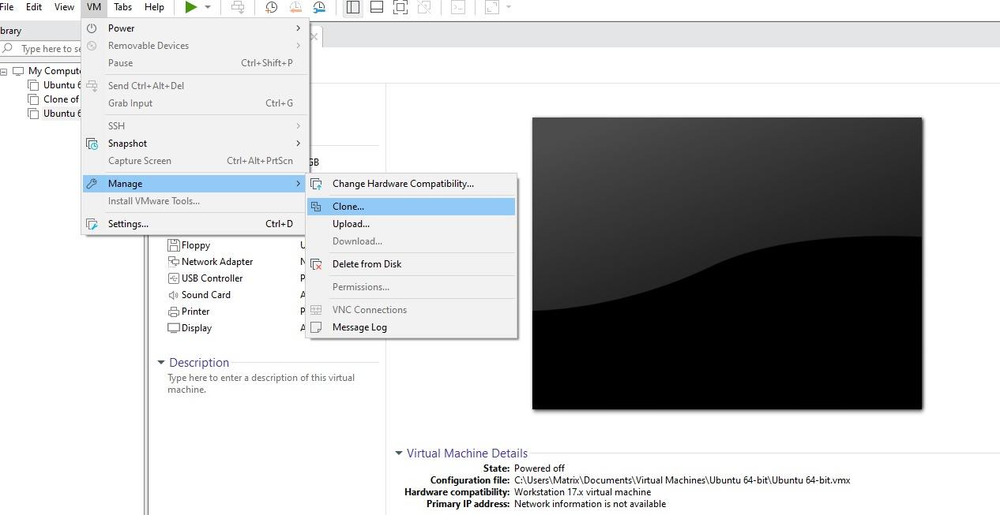 File Edit View VM Tabs Help
brary
Type here to se
My Compute
Ubuntu 6
Clone of
Ubuntu 6
Power
Removable Devices
Pause Ctrl+Shift+P
Send Ctrl+Alt+Del
Grab Input Ctrl+G
SSH
Snapshot
Capture Screen Ctrl+Alt+PrtScn
Manage
Install VMware Tools...
Settings... Ctrl+D
GB
Change Hardware Compatibility...
Clone...
Upload...
Download...
Delete from Disk
Permissions...
VNC Connections
Message Log
Floppy
Network Adapter N
USB Controller P
Sound Card A
Printer P
Display A
Description
Type here to enter a description of this virtual
machine.
Virtual Machine Details
State: Powered off
Configuration file: C:\Users\Matrix\Documents\Virtual Machines\Ubuntu 64-bit\Ubuntu 64-bit.vmx
Hardware compatibility: Workstation 17.x virtual machine
Primary IP address: Network information is not available